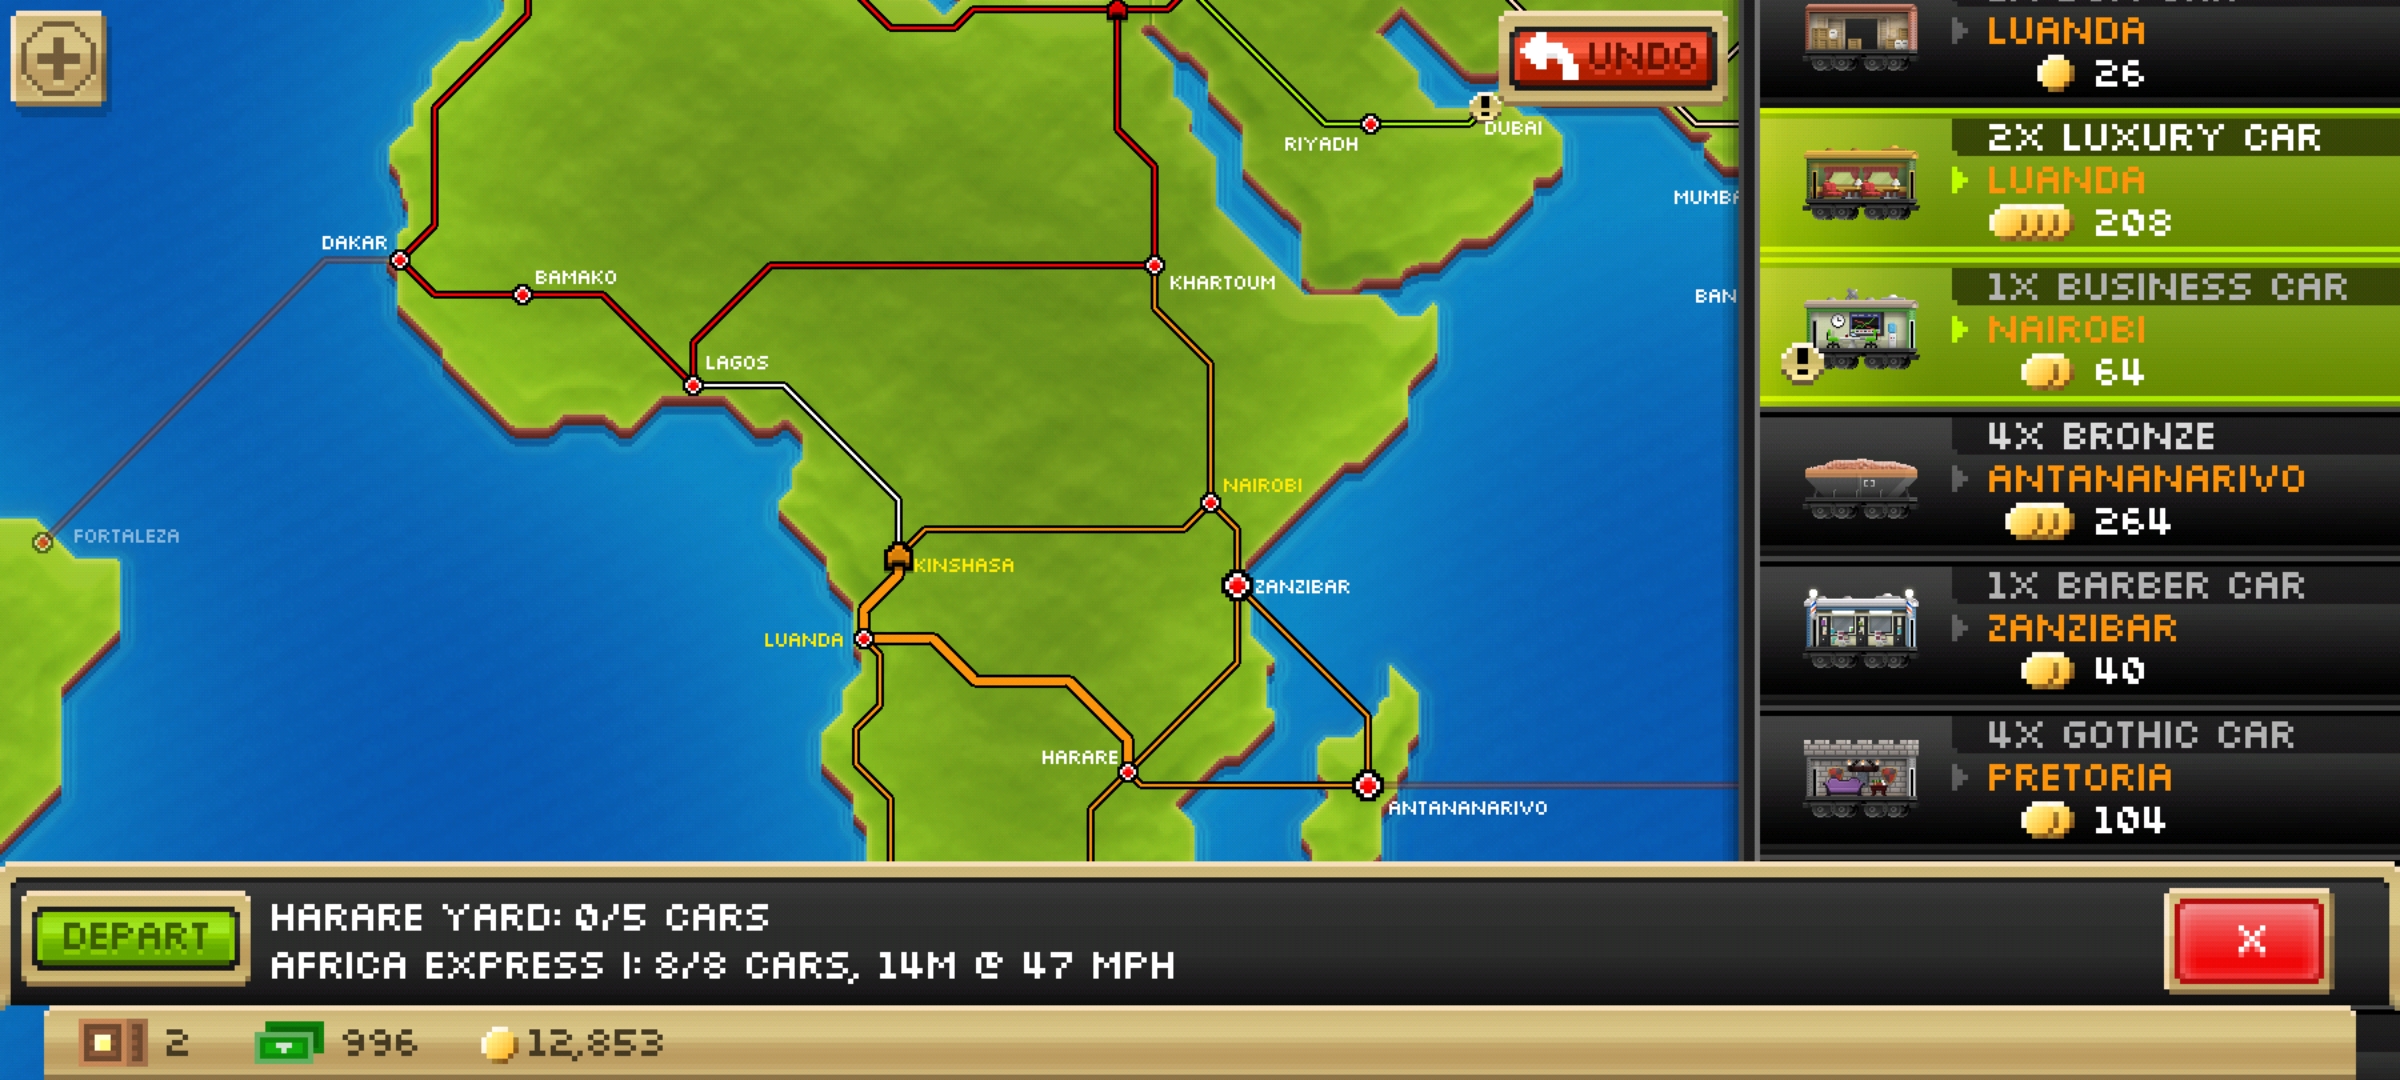 UNDO
RIYADH
DUBAI
MUMBA
DAKAR
BAMAKO
KHARTOUM
BAN
LAGOS
NAIROBI
FORTALEZA
KINSHASA
ZANZIBAR
LUANDA
HARARE
ANTANANARIVO
LUANDA
26
2X LUXURY CAR
LUANDA
208
1X BUSINESS CAR
NAIROBI
64
4X BRONZE
ANTANANARIVO
264
1X BARBER CAR
ZANZIBAR
40
4X GOTHIC CAR
PRETORIA
104
DEPART
HARARE YARD: 0/5 CARS
AFRICA EXPRESS I: 8/8 CARS, 14M @ 47 MPH
X
2
996
12,853